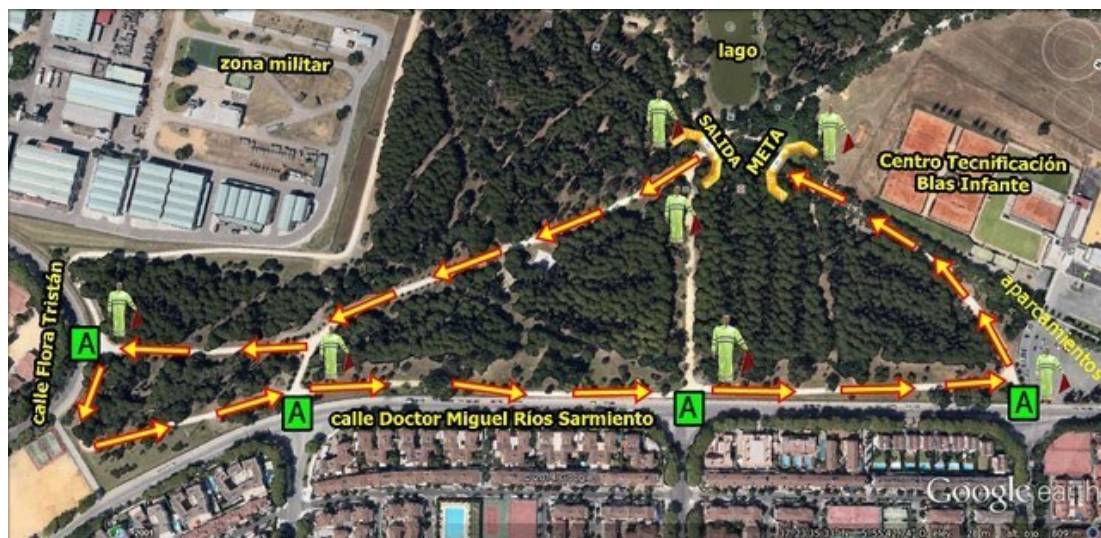 zona militar
lago
SALIDA
META
Centro Tecnificación
Blas Infante
aparcamientos
calle Flora Tristán
A
A
A
A
calle Doctor Miguel Ríos Sarmiento
Google earth